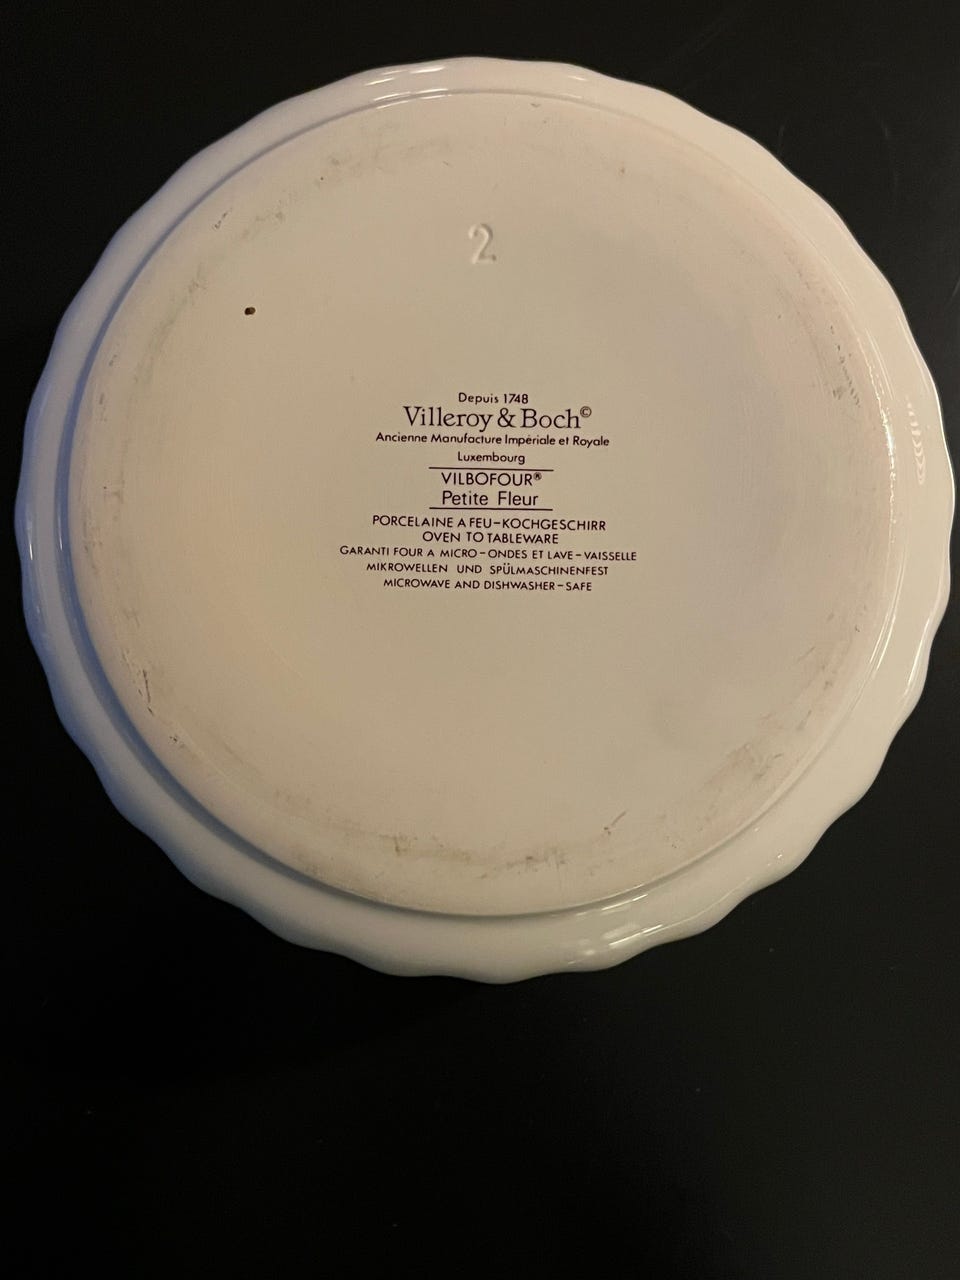 2
Depuis 1748
Villeroy & Boch©
Ancienne Manufacture Impériale et Royale
Luxembourg
VILBOFOUR®
Petite Fleur
PORCELAINE A FEU-KOCHGESCHIRR
OVEN TO TABLEWARE
GARANTI FOUR A MICRO-ONDES ET LAVE-VAISSELLE
MIKROWELLEN UND SPÜLMASCHINENFEST
MICROWAVE AND DISHWASHER-SAFE